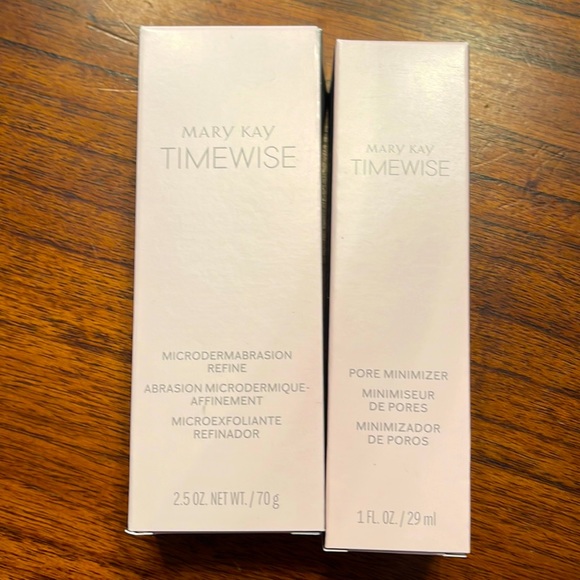 MARY KAY
TIMEWISE
MICRODERMABRASION
REFINE
ABRASION MICRODERMIQUE-
AFFINEMENT
MICROEXFOLIANTE
REFINADOR
2.5 OZ. NET WT. / 70 g
MARY KAY
TIMEWISE
PORE MINIMIZER
MINIMISEUR
DE PORES
MINIMIZADOR
DE POROS
1 FL. OZ. / 29 ml